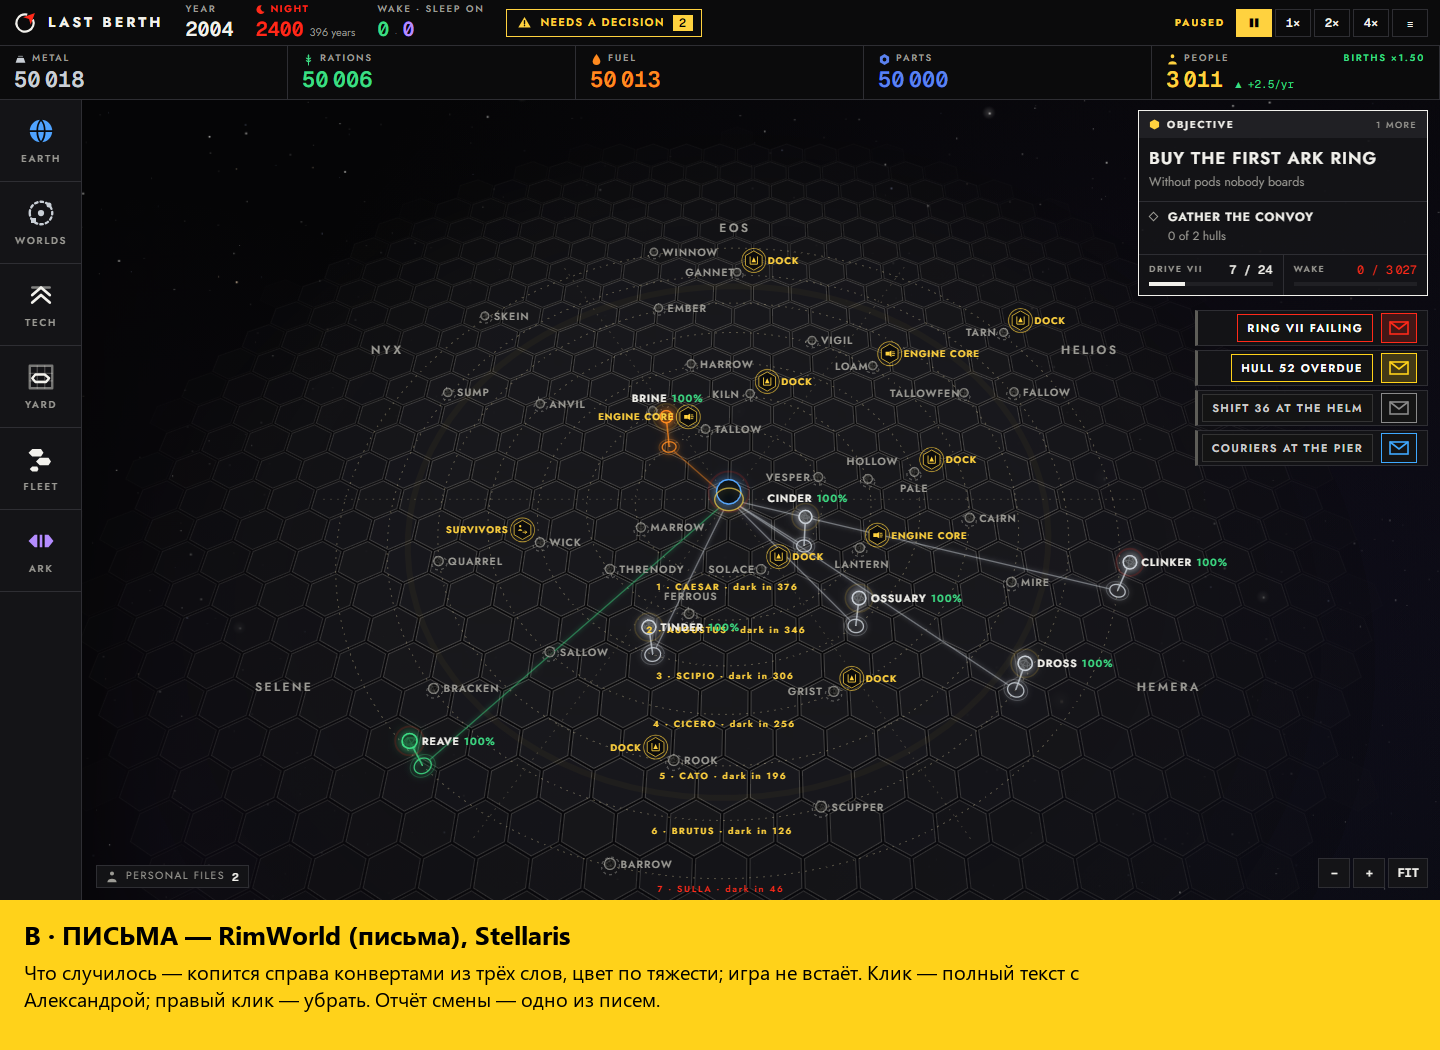 LAST BERTH
YEAR
2004
NIGHT
2400 396 years
WAKE · SLEEP ON
0 · 0
NEEDS A DECISION 2
PAUSED
1×
2×
4×
≡
METAL
50 018
RATIONS
50 006
FUEL
50 013
PARTS
50 000
PEOPLE
BIRTHS ×1.50
3 011 ▲ +2.5/yr
EARTH
WORLDS
TECH
YARD
FLEET
ARK
OBJECTIVE
1 MORE
BUY THE FIRST ARK RING
Without pods nobody boards
GATHER THE CONVOY
0 of 2 hulls
DRIVE VII 7 / 24
WAKE 0 / 3 027
RING VII FAILING
HULL 52 OVERDUE
SHIFT 36 AT THE HELM
COURIERS AT THE PIER
EOS
WINNOW
DOCK
GANNET
EMBER
SKEIN
DOCK
TARN
VIGIL
NYX
HELIOS
ENGINE CORE
LOAM
HARROW
DOCK
KILN
SUMP
TALLOWFEN
FALLOW
BRINE 100%
ANVIL
ENGINE CORE
TALLOW
HOLLOW
DOCK
VESPER
PALE
CINDER 100%
SURVIVORS
MARROW
CAIRN
WICK
ENGINE CORE
DOCK
QUARREL
THRENODY
SOLACE
LANTERN
CLINKER 100%
1 - CAESAR - dark in 376
MIRE
FERROUS
OSSUARY 100%
TINDER 100%
2 - AUGUSTUS - dark in 346
SALLOW
DROSS 100%
3 - SCIPIO - dark in 306
DOCK
SELENE
BRACKEN
GRIST
HEMERA
4 - CICERO - dark in 256
REAVE 100%
DOCK
ROOK
5 - CATO - dark in 196
SCUPPER
6 - BRUTUS - dark in 126
BARROW
7 - SULLA - dark in 46
PERSONAL FILES 2
−
+
FIT
В · ПИСЬМА — RimWorld (письма), Stellaris
Что случилось — копится справа конвертами из трёх слов, цвет по тяжести; игра не встаёт. Клик — полный текст с
Александрой; правый клик — убрать. Отчёт смены — одно из писем.